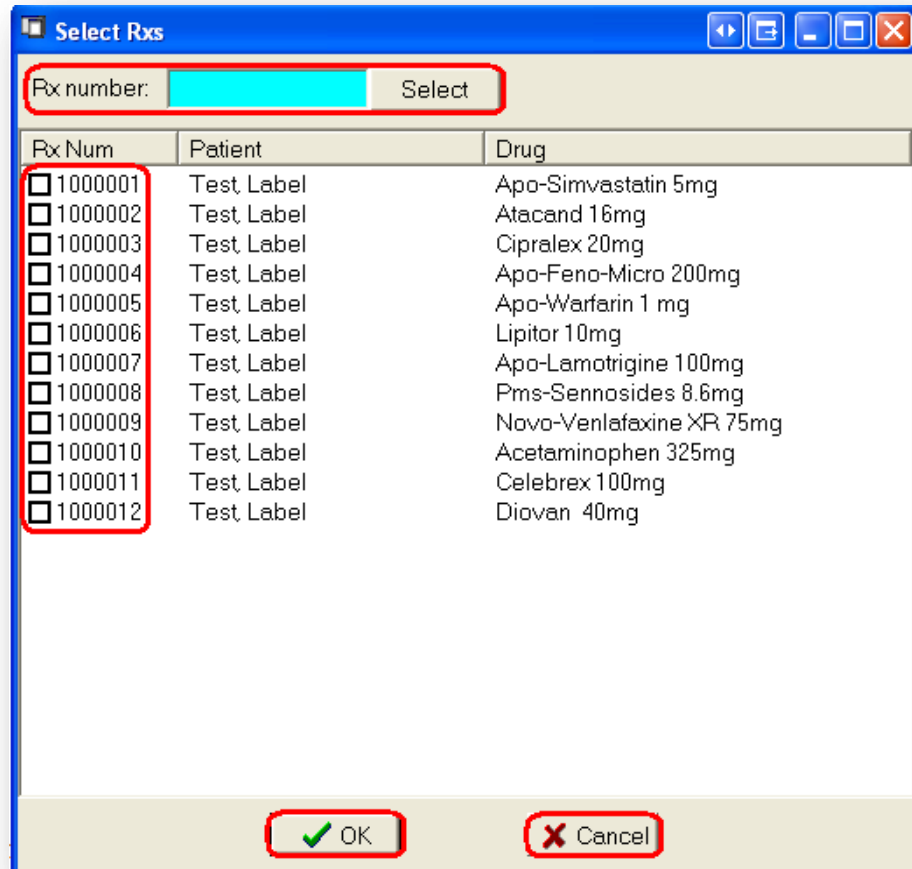 Select Rxs
Rx number: Select
Rx Num Patient Drug
1000001 Test, Label Apo-Simvastatin 5mg
1000002 Test, Label Atacand 16mg
1000003 Test, Label Cipralex 20mg
1000004 Test, Label Apo-Feno-Micro 200mg
1000005 Test, Label Apo-Warfarin 1 mg
1000006 Test, Label Lipitor 10mg
1000007 Test, Label Apo-Lamotrigine 100mg
1000008 Test, Label Pms-Sennosides 8.6mg
1000009 Test, Label Novo-Venlafaxine XR 75mg
1000010 Test, Label Acetaminophen 325mg
1000011 Test, Label Celebrex 100mg
1000012 Test, Label Diovan 40mg
OK Cancel